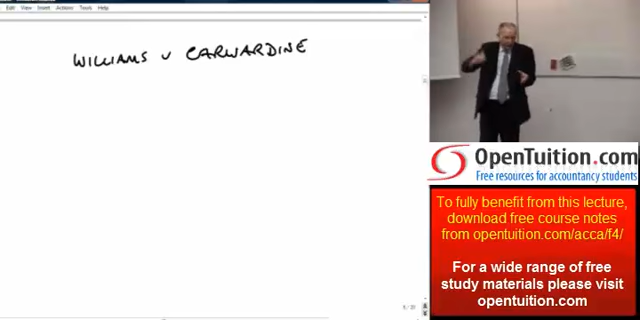 Edit View Insert Actions Tools Help
WILLIAMS v CARWARDINE
OpenTuition.com
Free resources for accountancy students
To fully benefit from this lecture,
download free course notes
from opentuition.com/acca/f4/
For a wide range of free
study materials please visit
opentuition.com